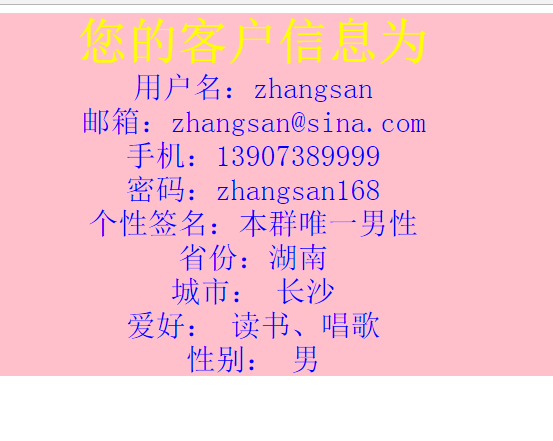 您的客户信息为
用户名：zhangsan
邮箱：zhangsan@sina.com
手机：13907389999
密码：zhangsan168
个性签名：本群唯一男性
省份：湖南
城市： 长沙
爱好： 读书、唱歌
性别： 男